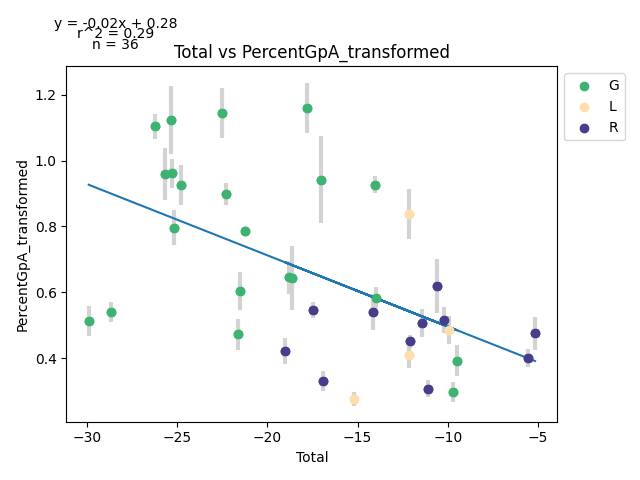 y = -0.02x + 0.28
r^2 = 0.29
n = 36
Total vs PercentGpA_transformed
G
L
R
PercentGpA_transformed
1.2
1.0
0.8
0.6
0.4
−30
−25
−20
−15
−10
−5
Total